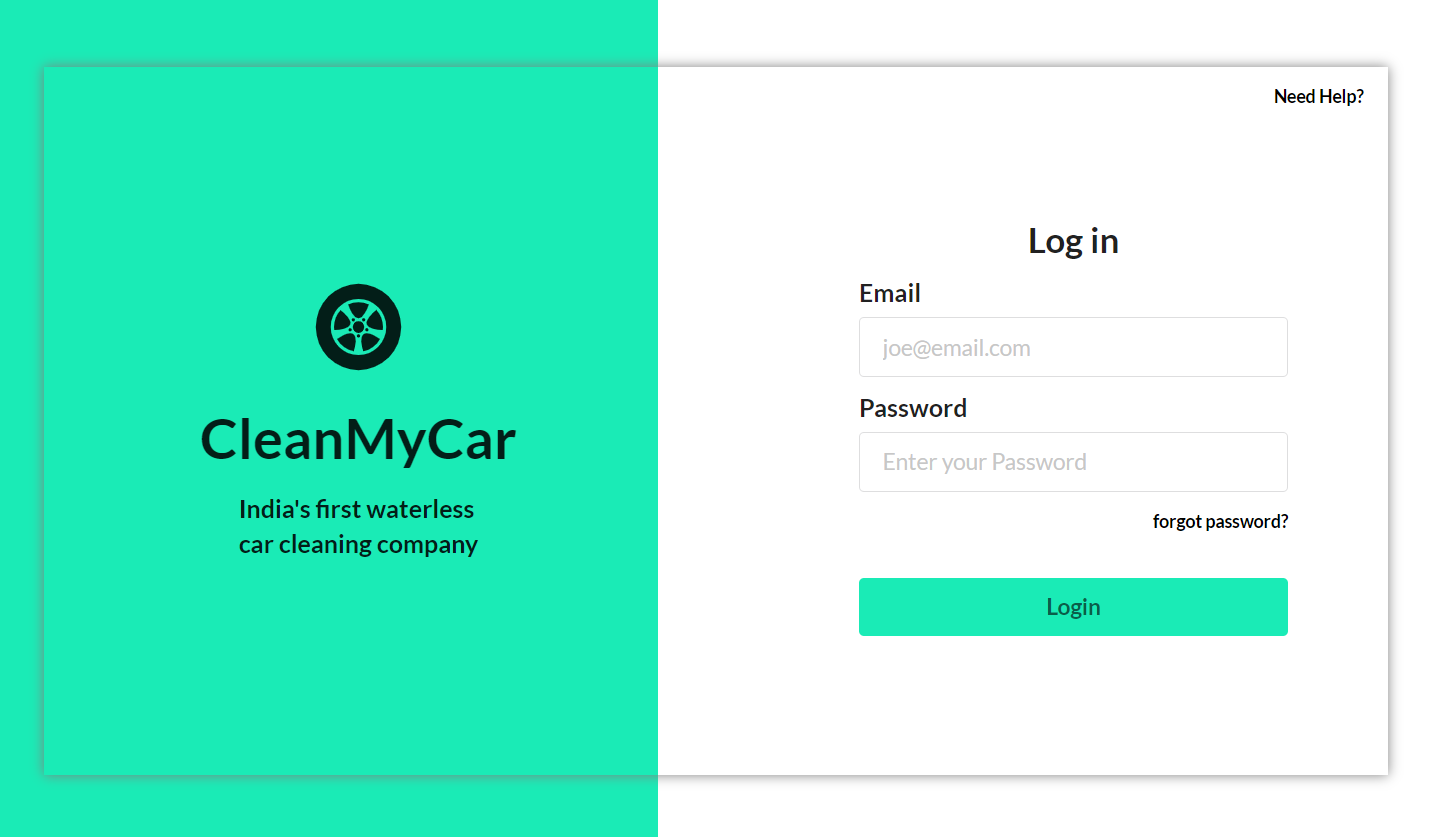 Need Help?
CleanMyCar
India's first waterless
car cleaning company
Log in
Email
joe@email.com
Password
Enter your Password
forgot password?
Login